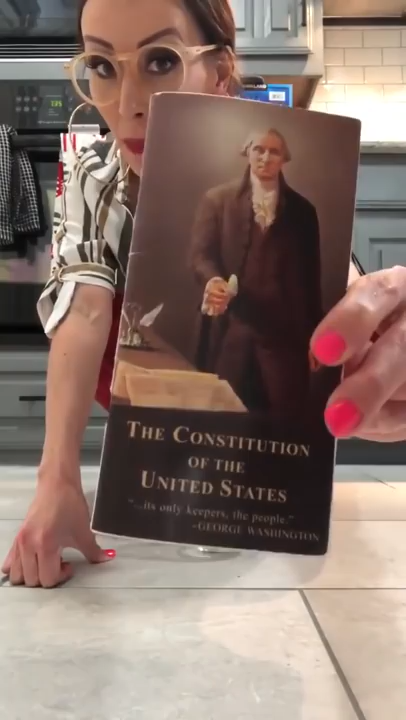 THE CONSTITUTION
OF THE
UNITED STATES
"...its only keepers, the people."
-GEORGE WASHINGTON